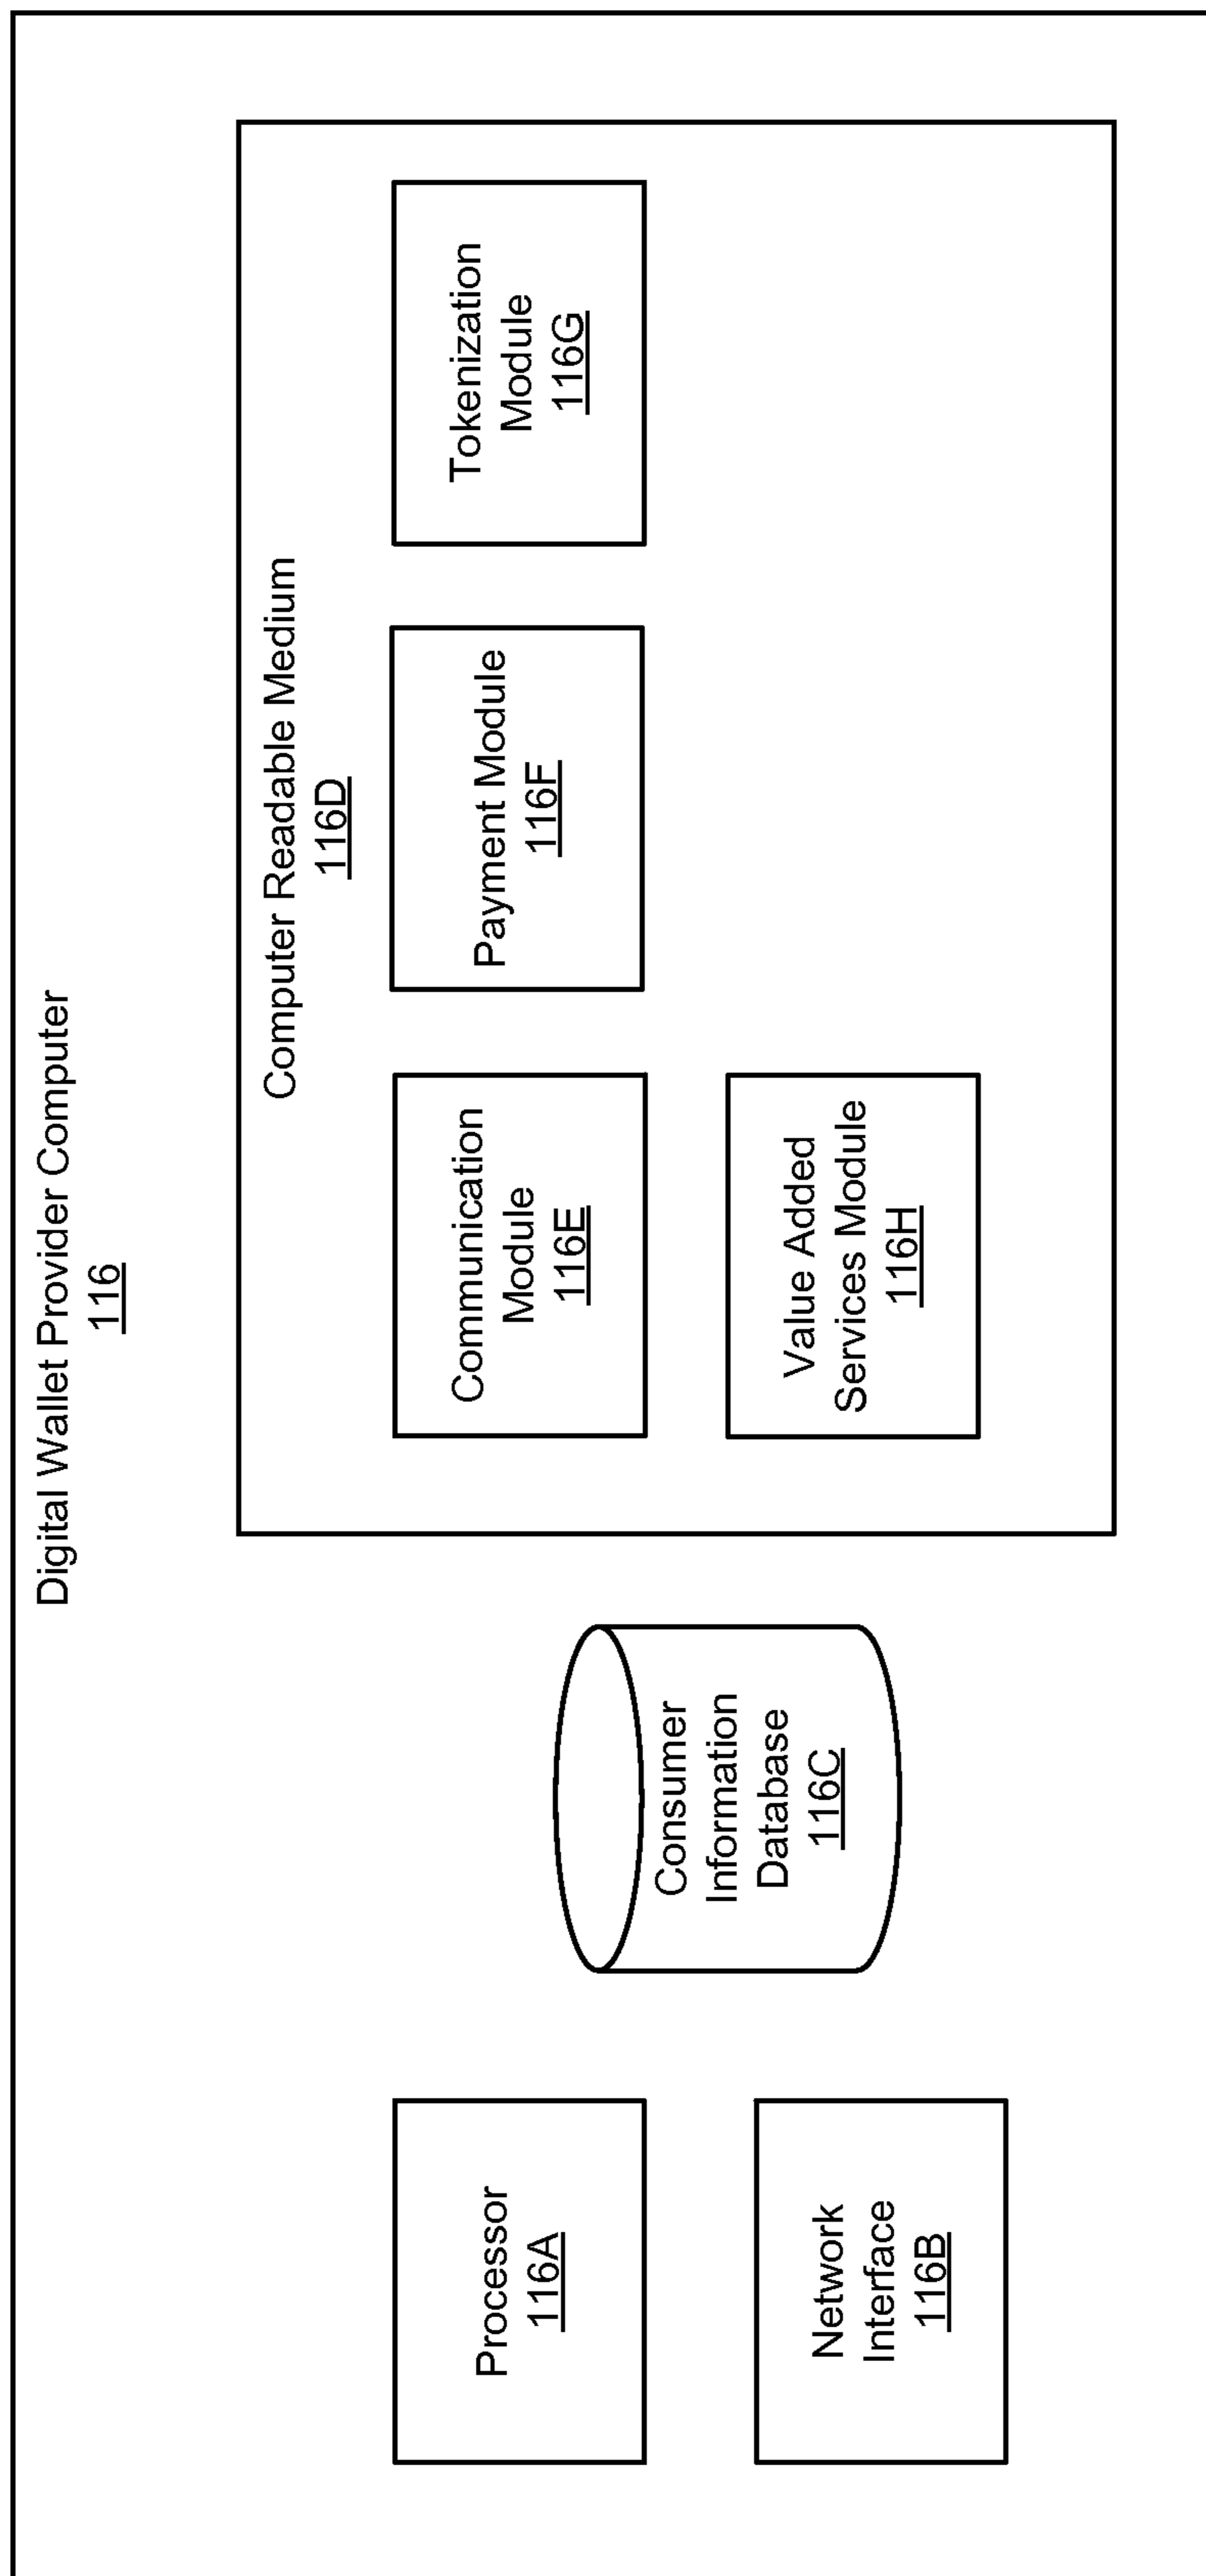 Digital Wallet Provider Computer
116
Processor
116A
Network
Interface
116B
Consumer
Information
Database
116C
Computer Readable Medium
116D
Communication
Module
116E
Payment Module
116F
Tokenization
Module
116G
Value Added
Services Module
116H